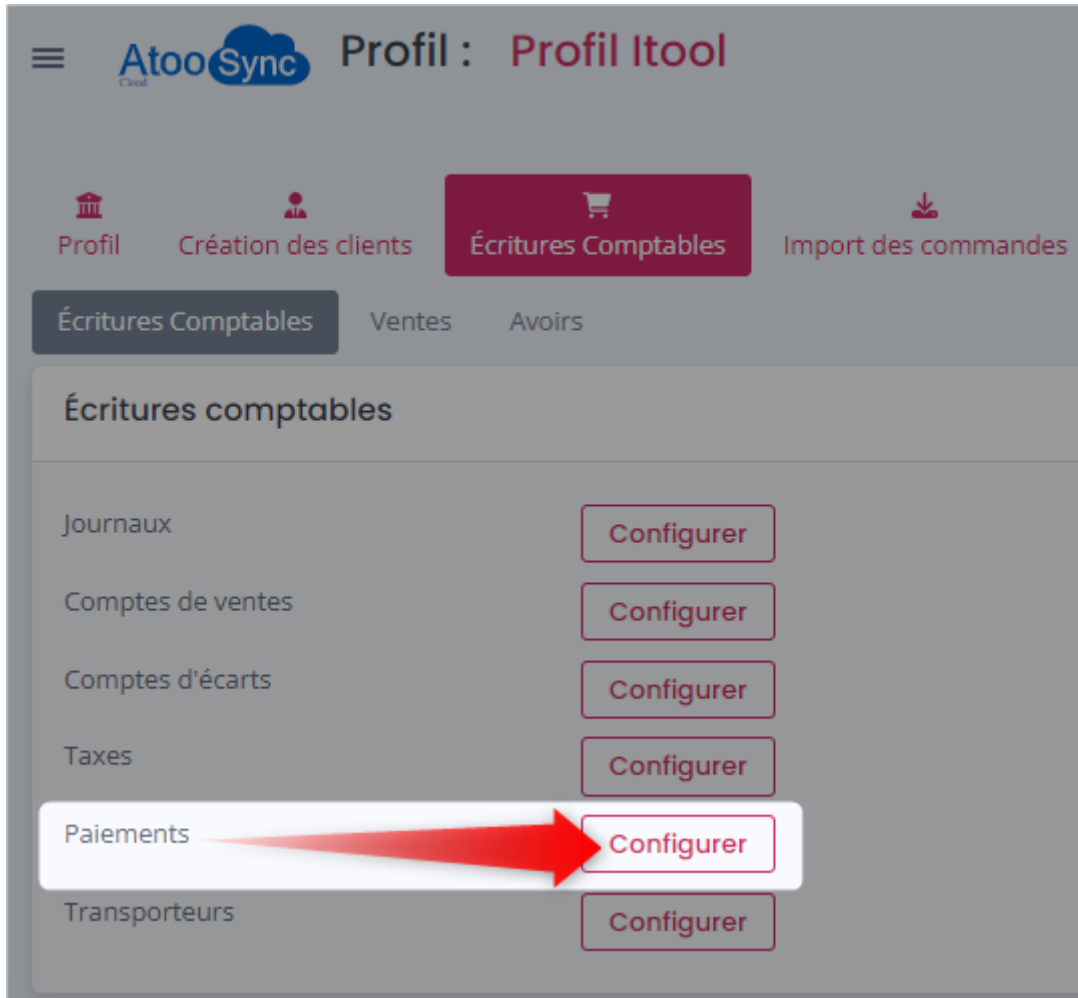 AtooSync Profil : Profil Itool
Cloud
Profil Création des clients Écritures Comptables Import des commandes
Écritures Comptables Ventes Avoirs
Écritures comptables
Journaux Configurer
Comptes de ventes Configurer
Comptes d'écarts Configurer
Taxes Configurer
Paiements Configurer
Transporteurs Configurer